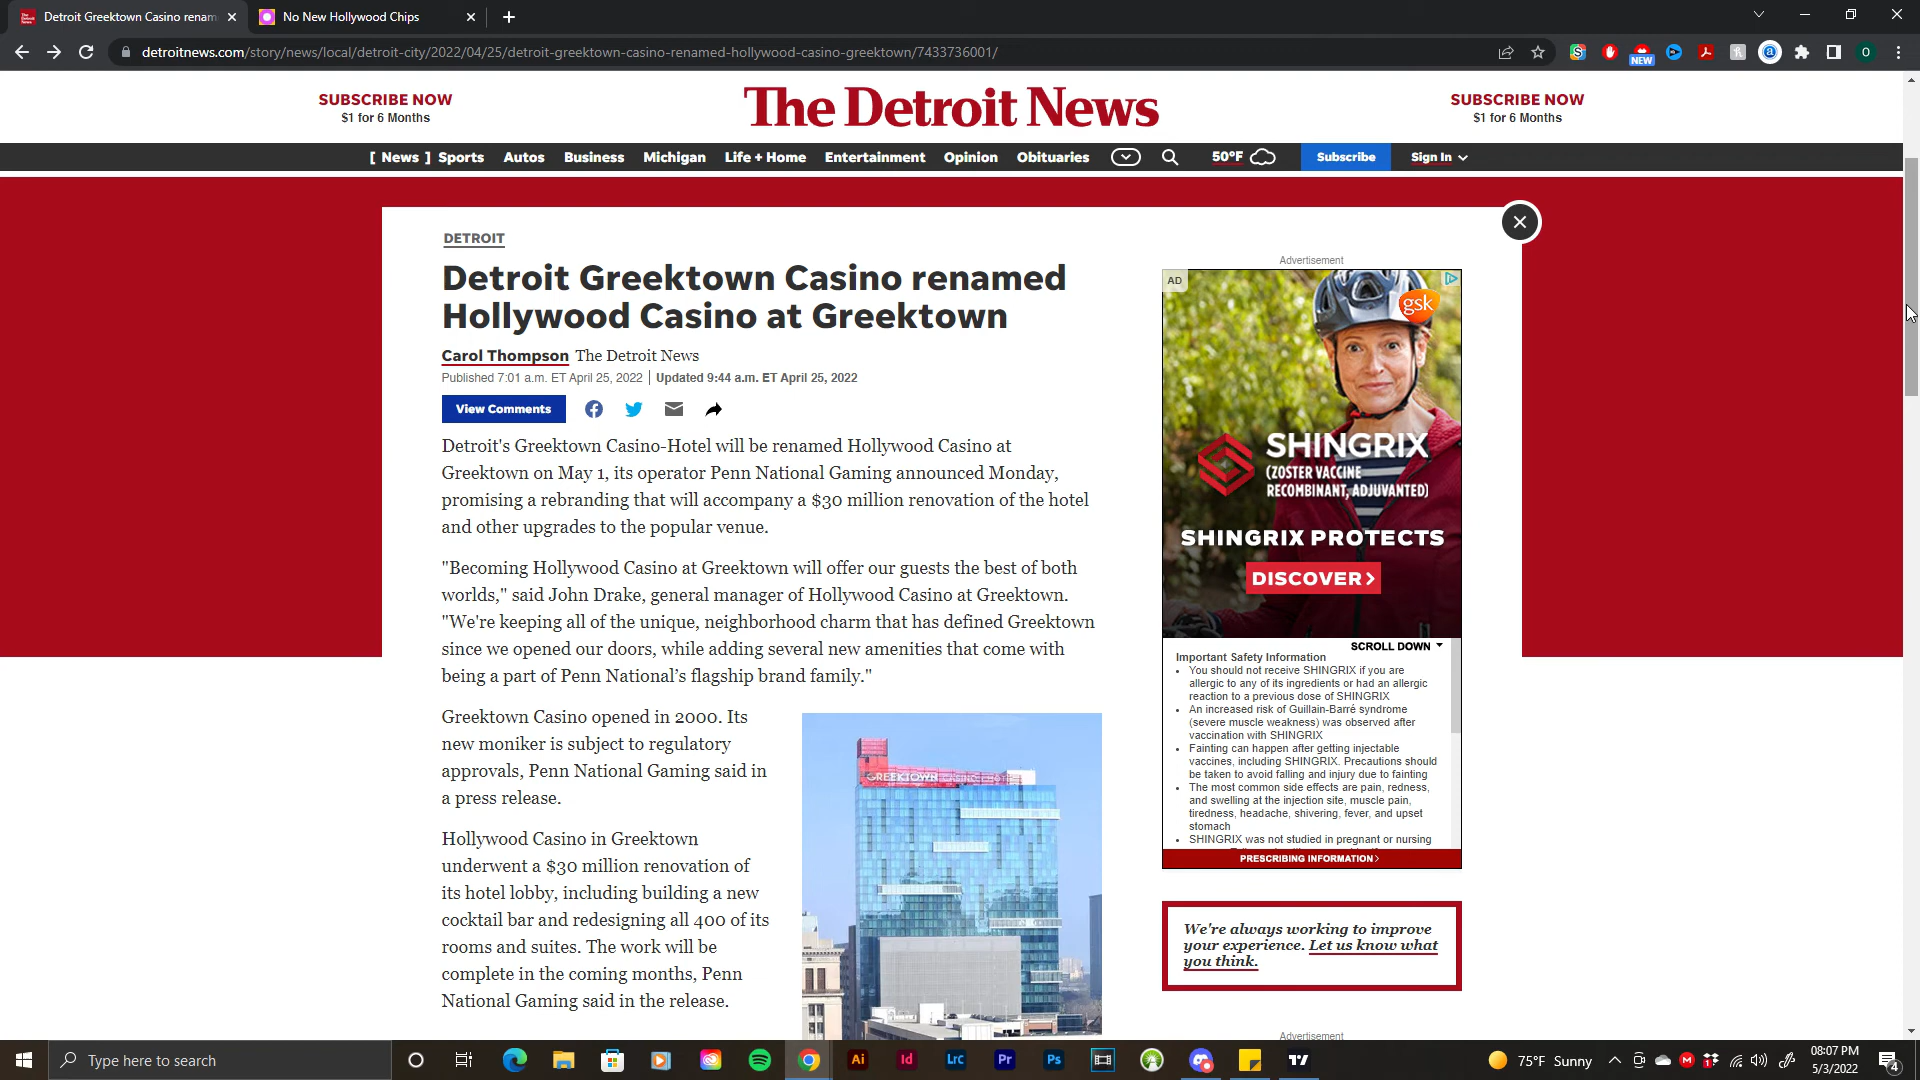 Detroit Greektown Casino renam
No New Hollywood Chips
detroitnews.com/story/news/local/detroit-city/2022/04/25/detroit-greektown-casino-renamed-hollywood-casino-greektown/7433736001/
NEW
O
SUBSCRIBE NOW
$1 for 6 Months
The Detroit News
SUBSCRIBE NOW
$1 for 6 Months
[ News ] Sports Autos Business Michigan Life + Home Entertainment Opinion Obituaries 50°F Subscribe Sign In
DETROIT
Detroit Greektown Casino renamed
Hollywood Casino at Greektown
Carol Thompson The Detroit News
Published 7:01 a.m. ET April 25, 2022 | Updated 9:44 a.m. ET April 25, 2022
View Comments
Detroit's Greektown Casino-Hotel will be renamed Hollywood Casino at
Greektown on May 1, its operator Penn National Gaming announced Monday,
promising a rebranding that will accompany a $30 million renovation of the hotel
and other upgrades to the popular venue.
"Becoming Hollywood Casino at Greektown will offer our guests the best of both
worlds," said John Drake, general manager of Hollywood Casino at Greektown.
"We're keeping all of the unique, neighborhood charm that has defined Greektown
since we opened our doors, while adding several new amenities that come with
being a part of Penn National’s flagship brand family."
Greektown Casino opened in 2000. Its
new moniker is subject to regulatory
approvals, Penn National Gaming said in
a press release.
Hollywood Casino in Greektown
underwent a $30 million renovation of
its hotel lobby, including building a new
cocktail bar and redesigning all 400 of its
rooms and suites. The work will be
complete in the coming months, Penn
National Gaming said in the release.
GREEKTOWN CASINO HOTEL
Advertisement
AD
gsk
SHINGRIX
(ZOSTER VACCINE
RECOMBINANT, ADJUVANTED)
SHINGRIX PROTECTS
DISCOVER
SCROLL DOWN
Important Safety Information
• You should not receive SHINGRIX if you are
allergic to any of its ingredients or had an allergic
reaction to a previous dose of SHINGRIX
• An increased risk of Guillain-Barré syndrome
(severe muscle weakness) was observed after
vaccination with SHINGRIX
• Fainting can happen after getting injectable
vaccines, including SHINGRIX. Precautions should
be taken to avoid falling and injury due to fainting
• The most common side effects are pain, redness,
and swelling at the injection site, muscle pain,
tiredness, headache, shivering, fever, and upset
stomach
• SHINGRIX was not studied in pregnant or nursing
PRESCRIBING INFORMATION
We're always working to improve
your experience. Let us know what
you think.
Advertisement
Type here to search
Ai Id LrC Pr Ps
75°F Sunny
08:07 PM
5/3/2022
4